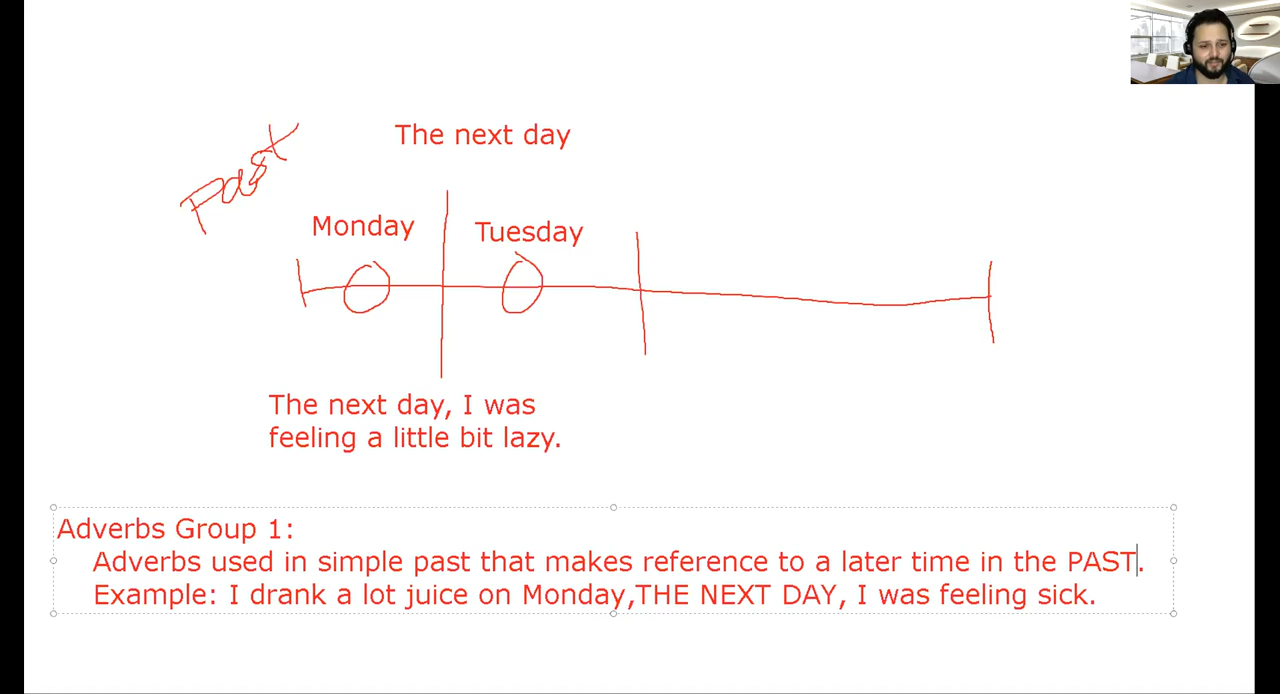 The next day
Past
Monday
Tuesday
The next day, I was
feeling a little bit lazy.
Adverbs Group 1:
Adverbs used in simple past that makes reference to a later time in the PAST.
Example: I drank a lot juice on Monday,THE NEXT DAY, I was feeling sick.